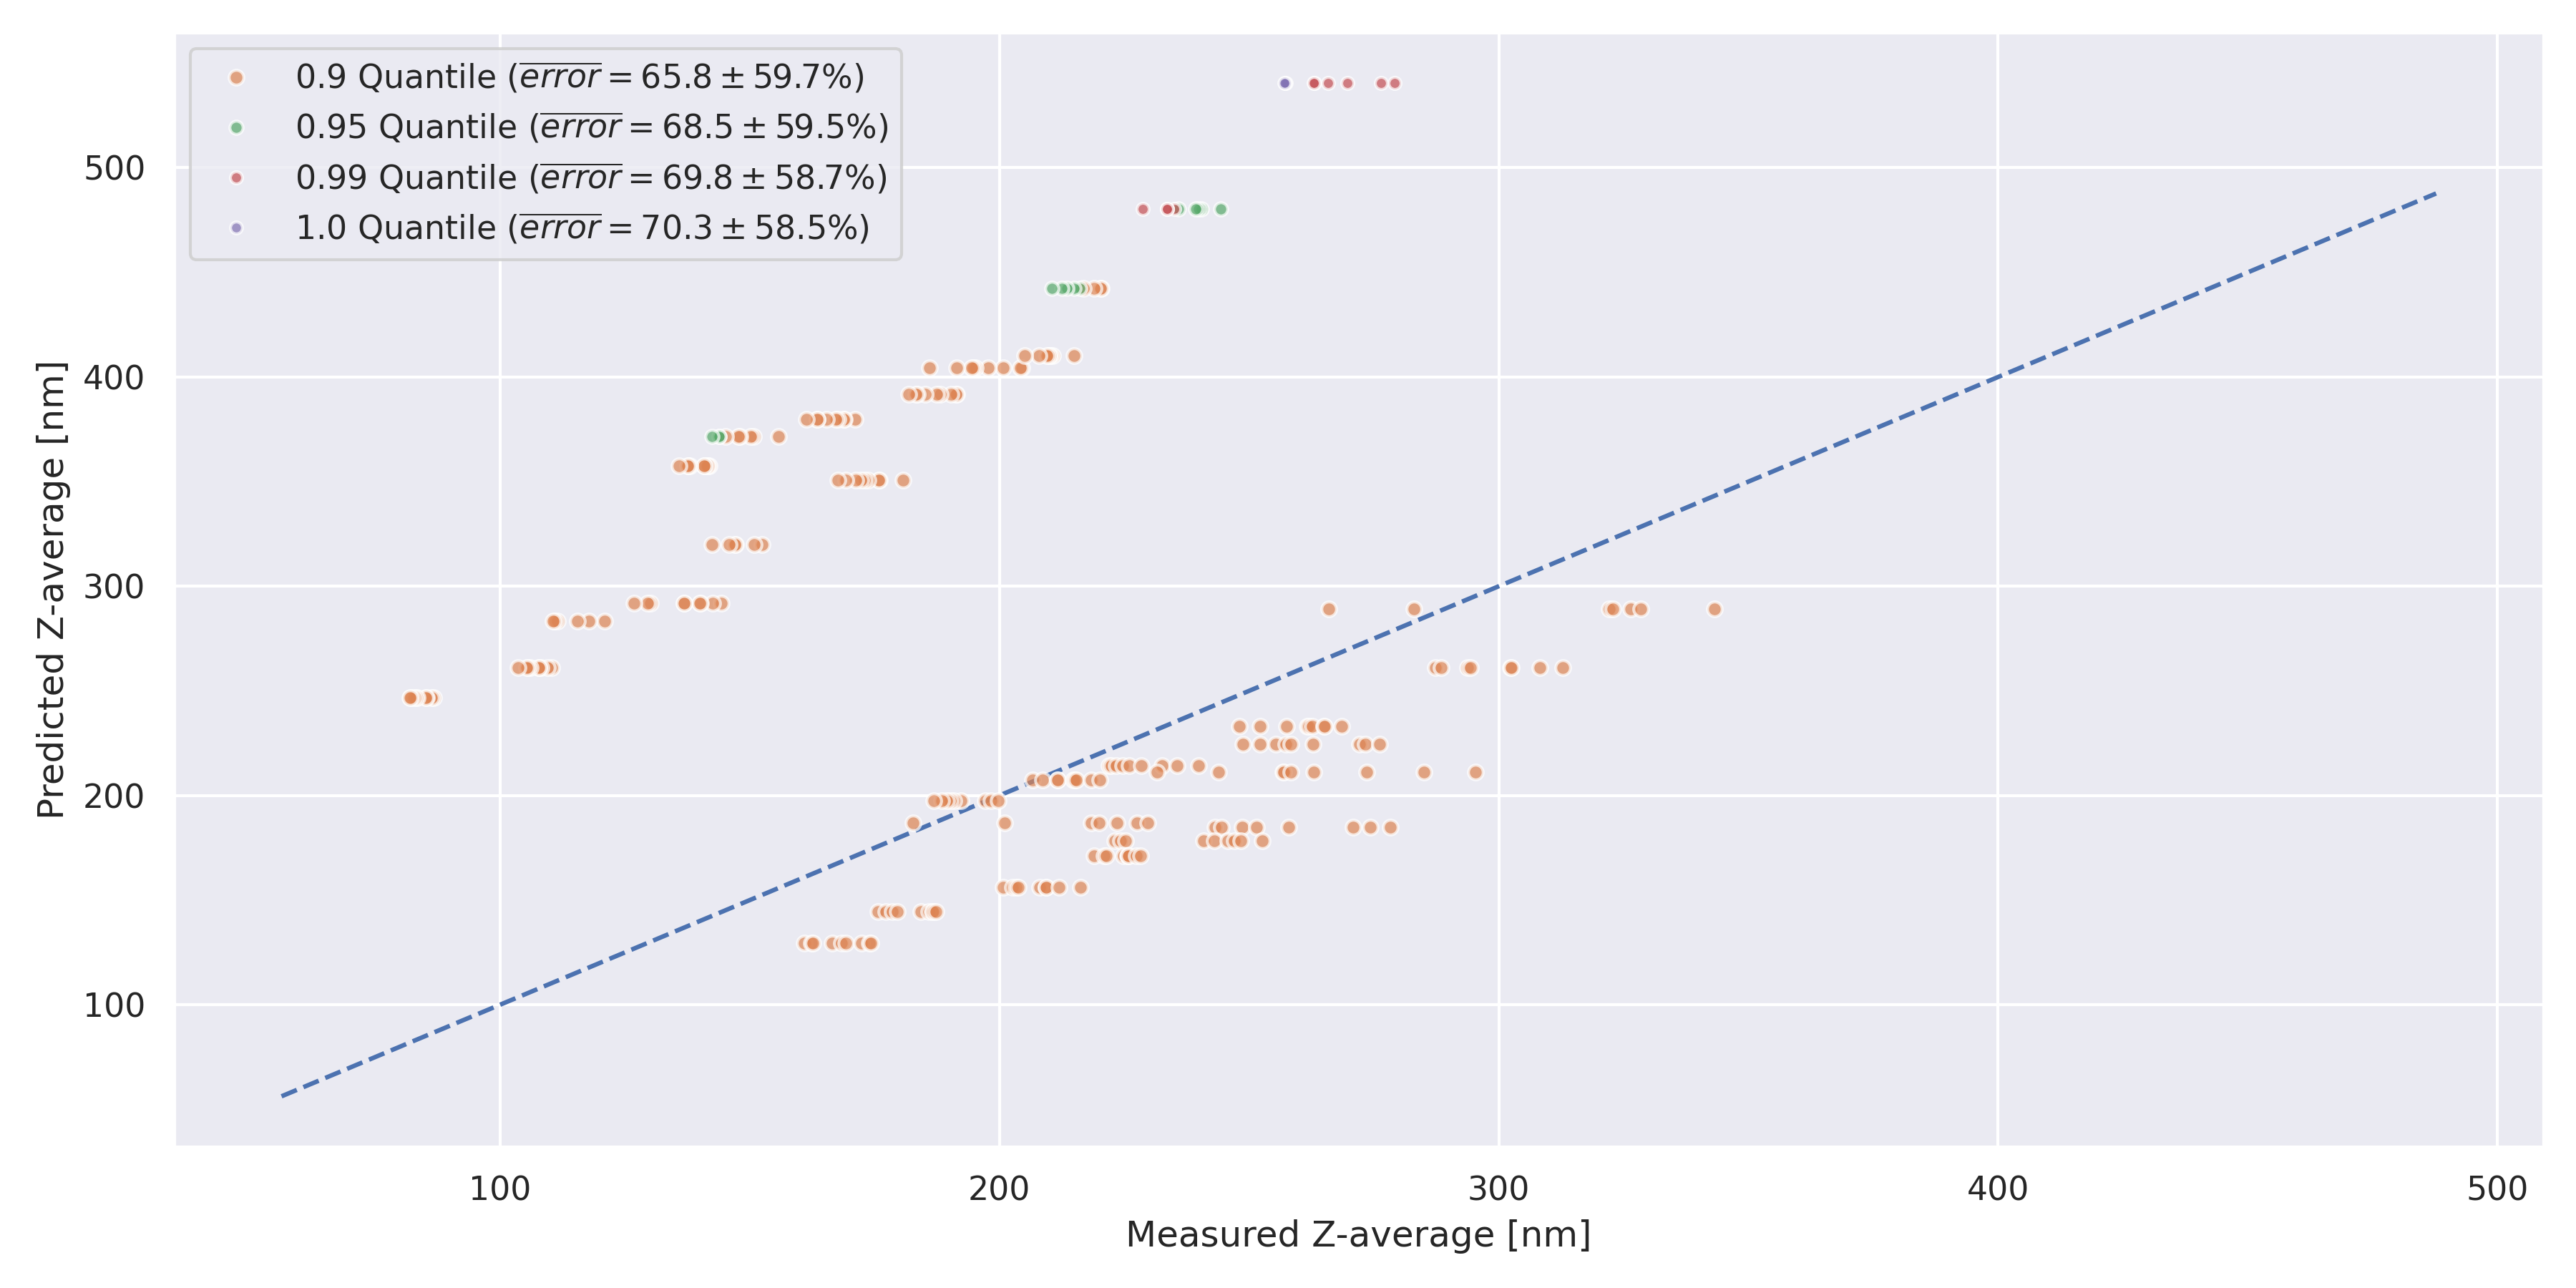 0.9 Quantile (error = 65.8 ± 59.7%)
0.95 Quantile (error = 68.5 ± 59.5%)
0.99 Quantile (error = 69.8 ± 58.7%)
1.0 Quantile (error = 70.3 ± 58.5%)
Predicted Z-average [nm]
500
400
300
200
100
100 200 300 400 500
Measured Z-average [nm]